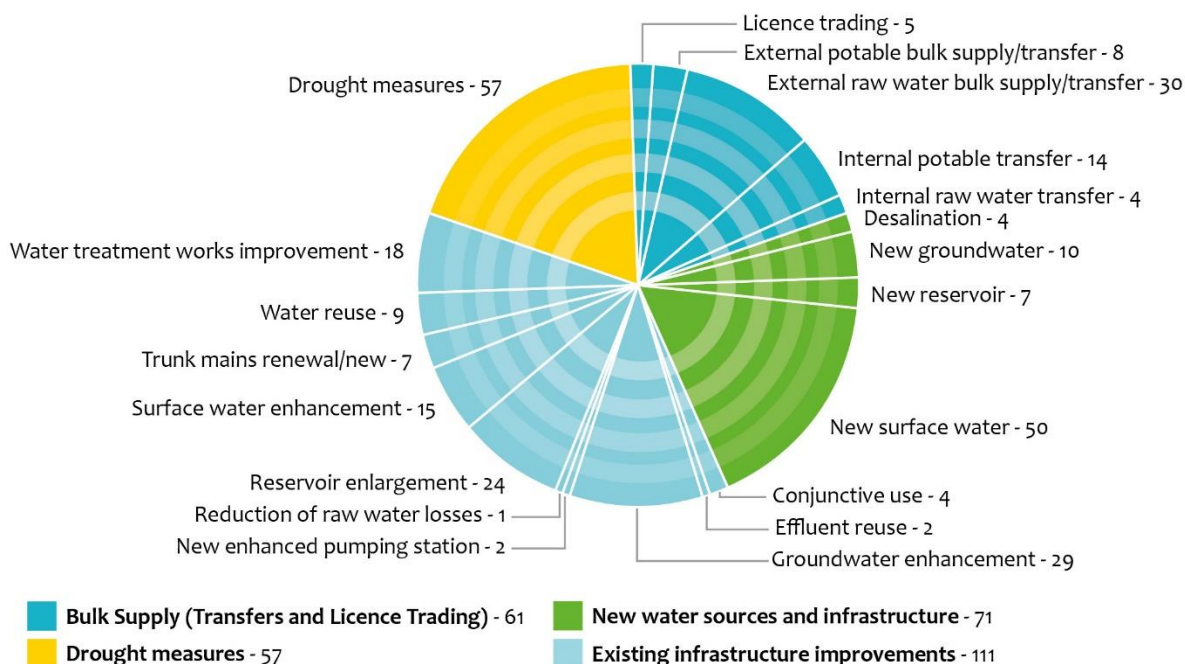 Licence trading - 5
External potable bulk supply/transfer - 8
External raw water bulk supply/transfer - 30
Drought measures - 57
Internal potable transfer - 14
Internal raw water transfer - 4
Desalination - 4
New groundwater - 10
New reservoir - 7
New surface water - 50
Conjunctive use - 4
Effluent reuse - 2
Groundwater enhancement - 29
Water treatment works improvement - 18
Water reuse - 9
Trunk mains renewal/new - 7
Surface water enhancement - 15
Reservoir enlargement - 24
Reduction of raw water losses - 1
New enhanced pumping station - 2
Bulk Supply (Transfers and Licence Trading) - 61
Drought measures - 57
New water sources and infrastructure - 71
Existing infrastructure improvements - 111